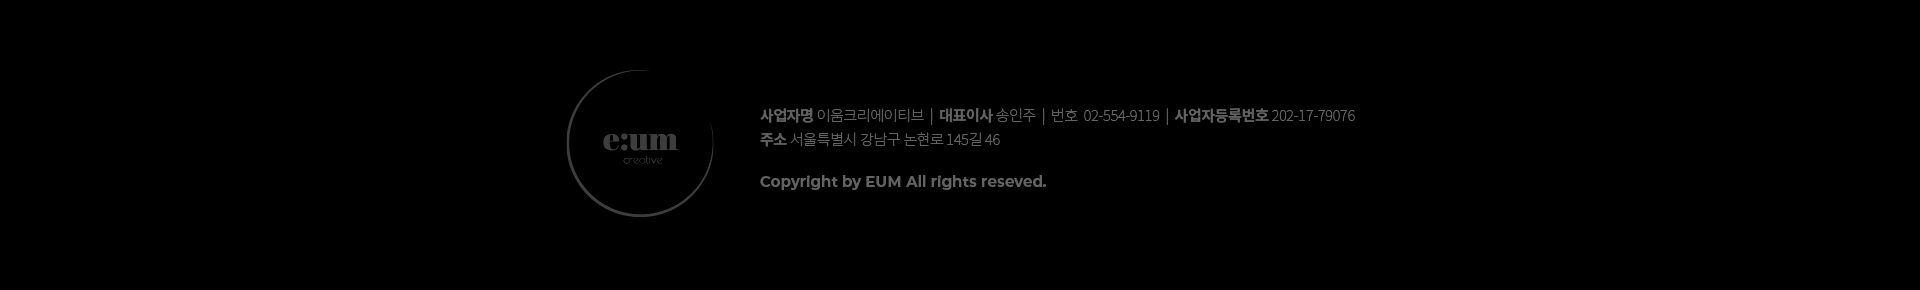 e:um
creative
사업자명 이움크리에이티브 | 대표이사 송인주 | 번호 02-554-9119 | 사업자등록번호 202-17-79076
주소 서울특별시 강남구 논현로 145길 46
Copyright by EUM All rights reseved.